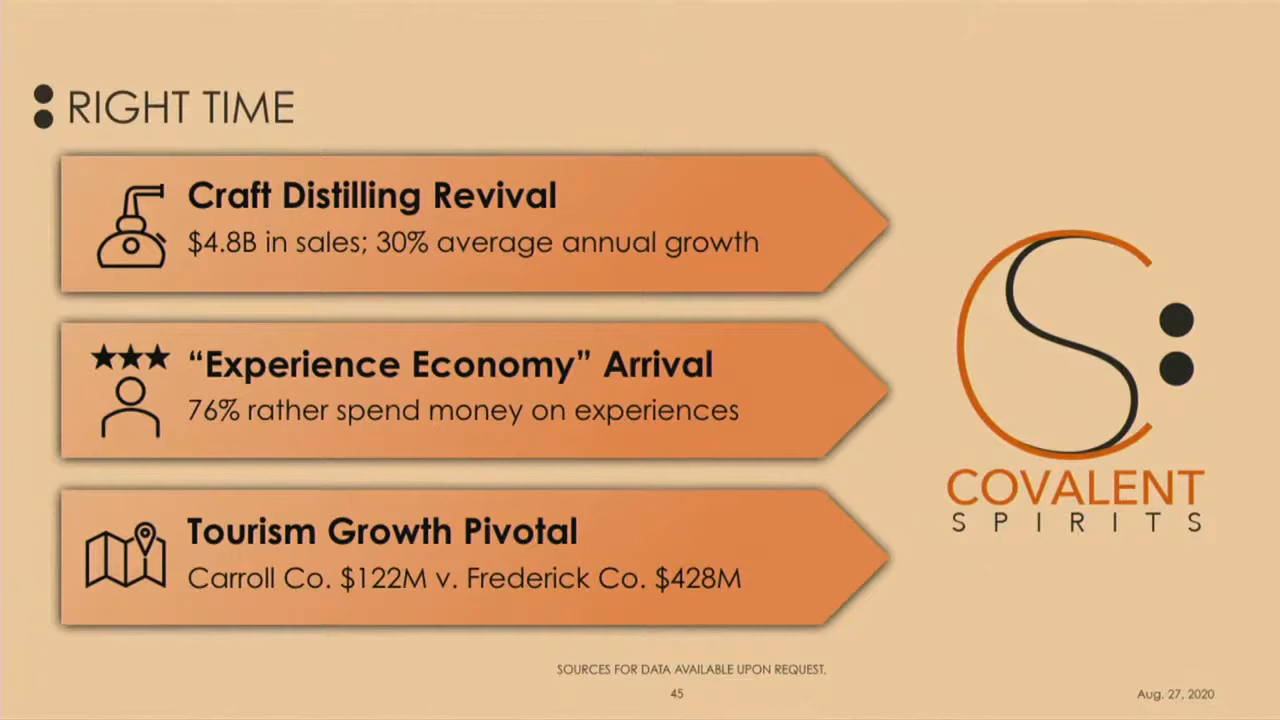 RIGHT TIME
Craft Distilling Revival
$4.8B in sales; 30% average annual growth
“Experience Economy” Arrival
76% rather spend money on experiences
Tourism Growth Pivotal
Carroll Co. $122M v. Frederick Co. $428M
COVALENT
SPIRITS
SOURCES FOR DATA AVAILABLE UPON REQUEST.
45
Aug. 27, 2020